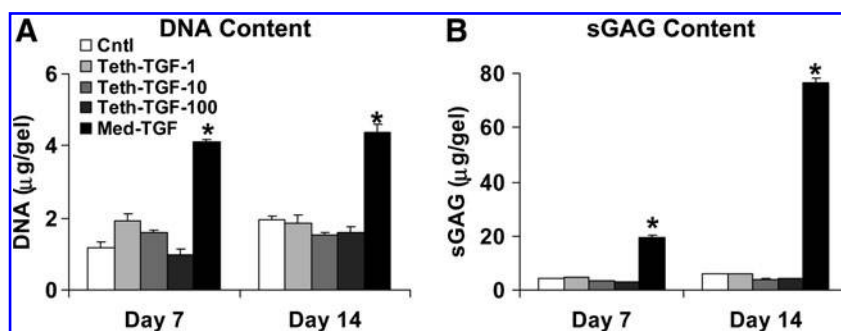 A
DNA Content
Cntl
Teth-TGF-1
Teth-TGF-10
Teth-TGF-100
Med-TGF
DNA (μg/gel)
6
4
2
0
*
*
Day 7
Day 14
B
sGAG Content
sGAG (μg/gel)
80
60
40
20
0
*
*
Day 7
Day 14